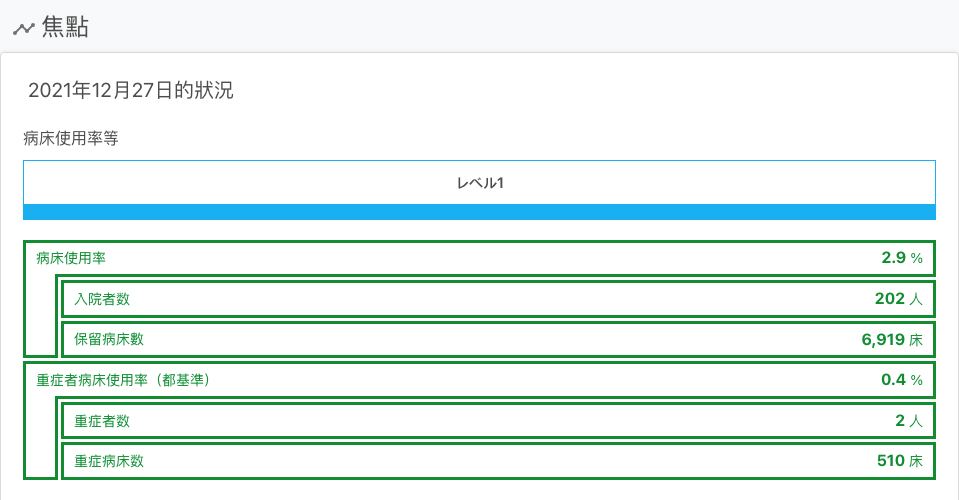 焦點
2021年12月27日的狀況
病床使用率等
レベル1
病床使用率 2.9 %
入院者数 202 人
保留病床數 6,919 床
重症者病床使用率（都基準） 0.4 %
重症者数 2 人
重症病床数 510 床